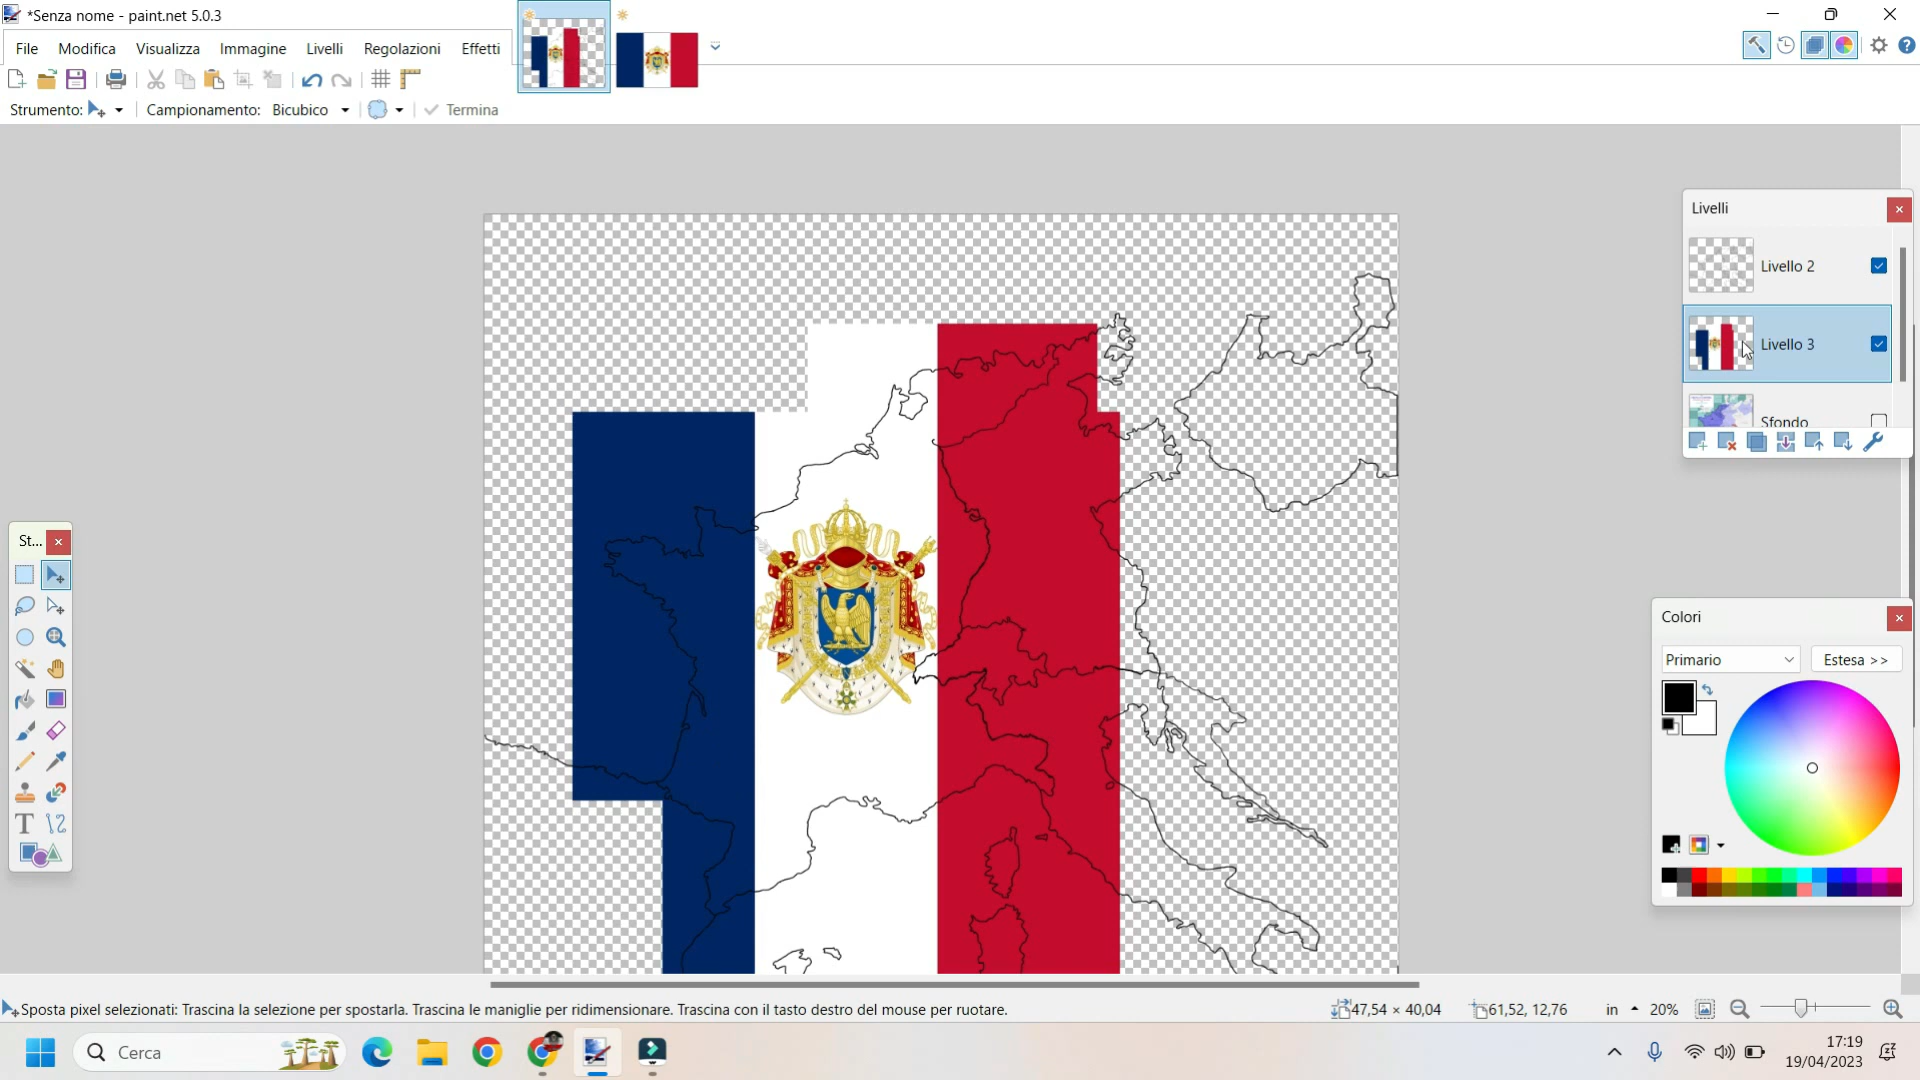 *Senza nome - paint.net 5.0.3
File Modifica Visualizza Immagine Livelli Regolazioni Effetti
Strumento: Campionamento: Bicubico Termina
Livelli
Livello 2
Livello 3
Sfondo
St...
Colori
Primario Estesa >>
Sposta pixel selezionati: Trascina la selezione per spostarla. Trascina le maniglie per ridimensionare. Trascina con il tasto destro del mouse per ruotare. 47,54 × 40,04 61,52, 12,76 in 20%
Cerca
17:19
19/04/2023